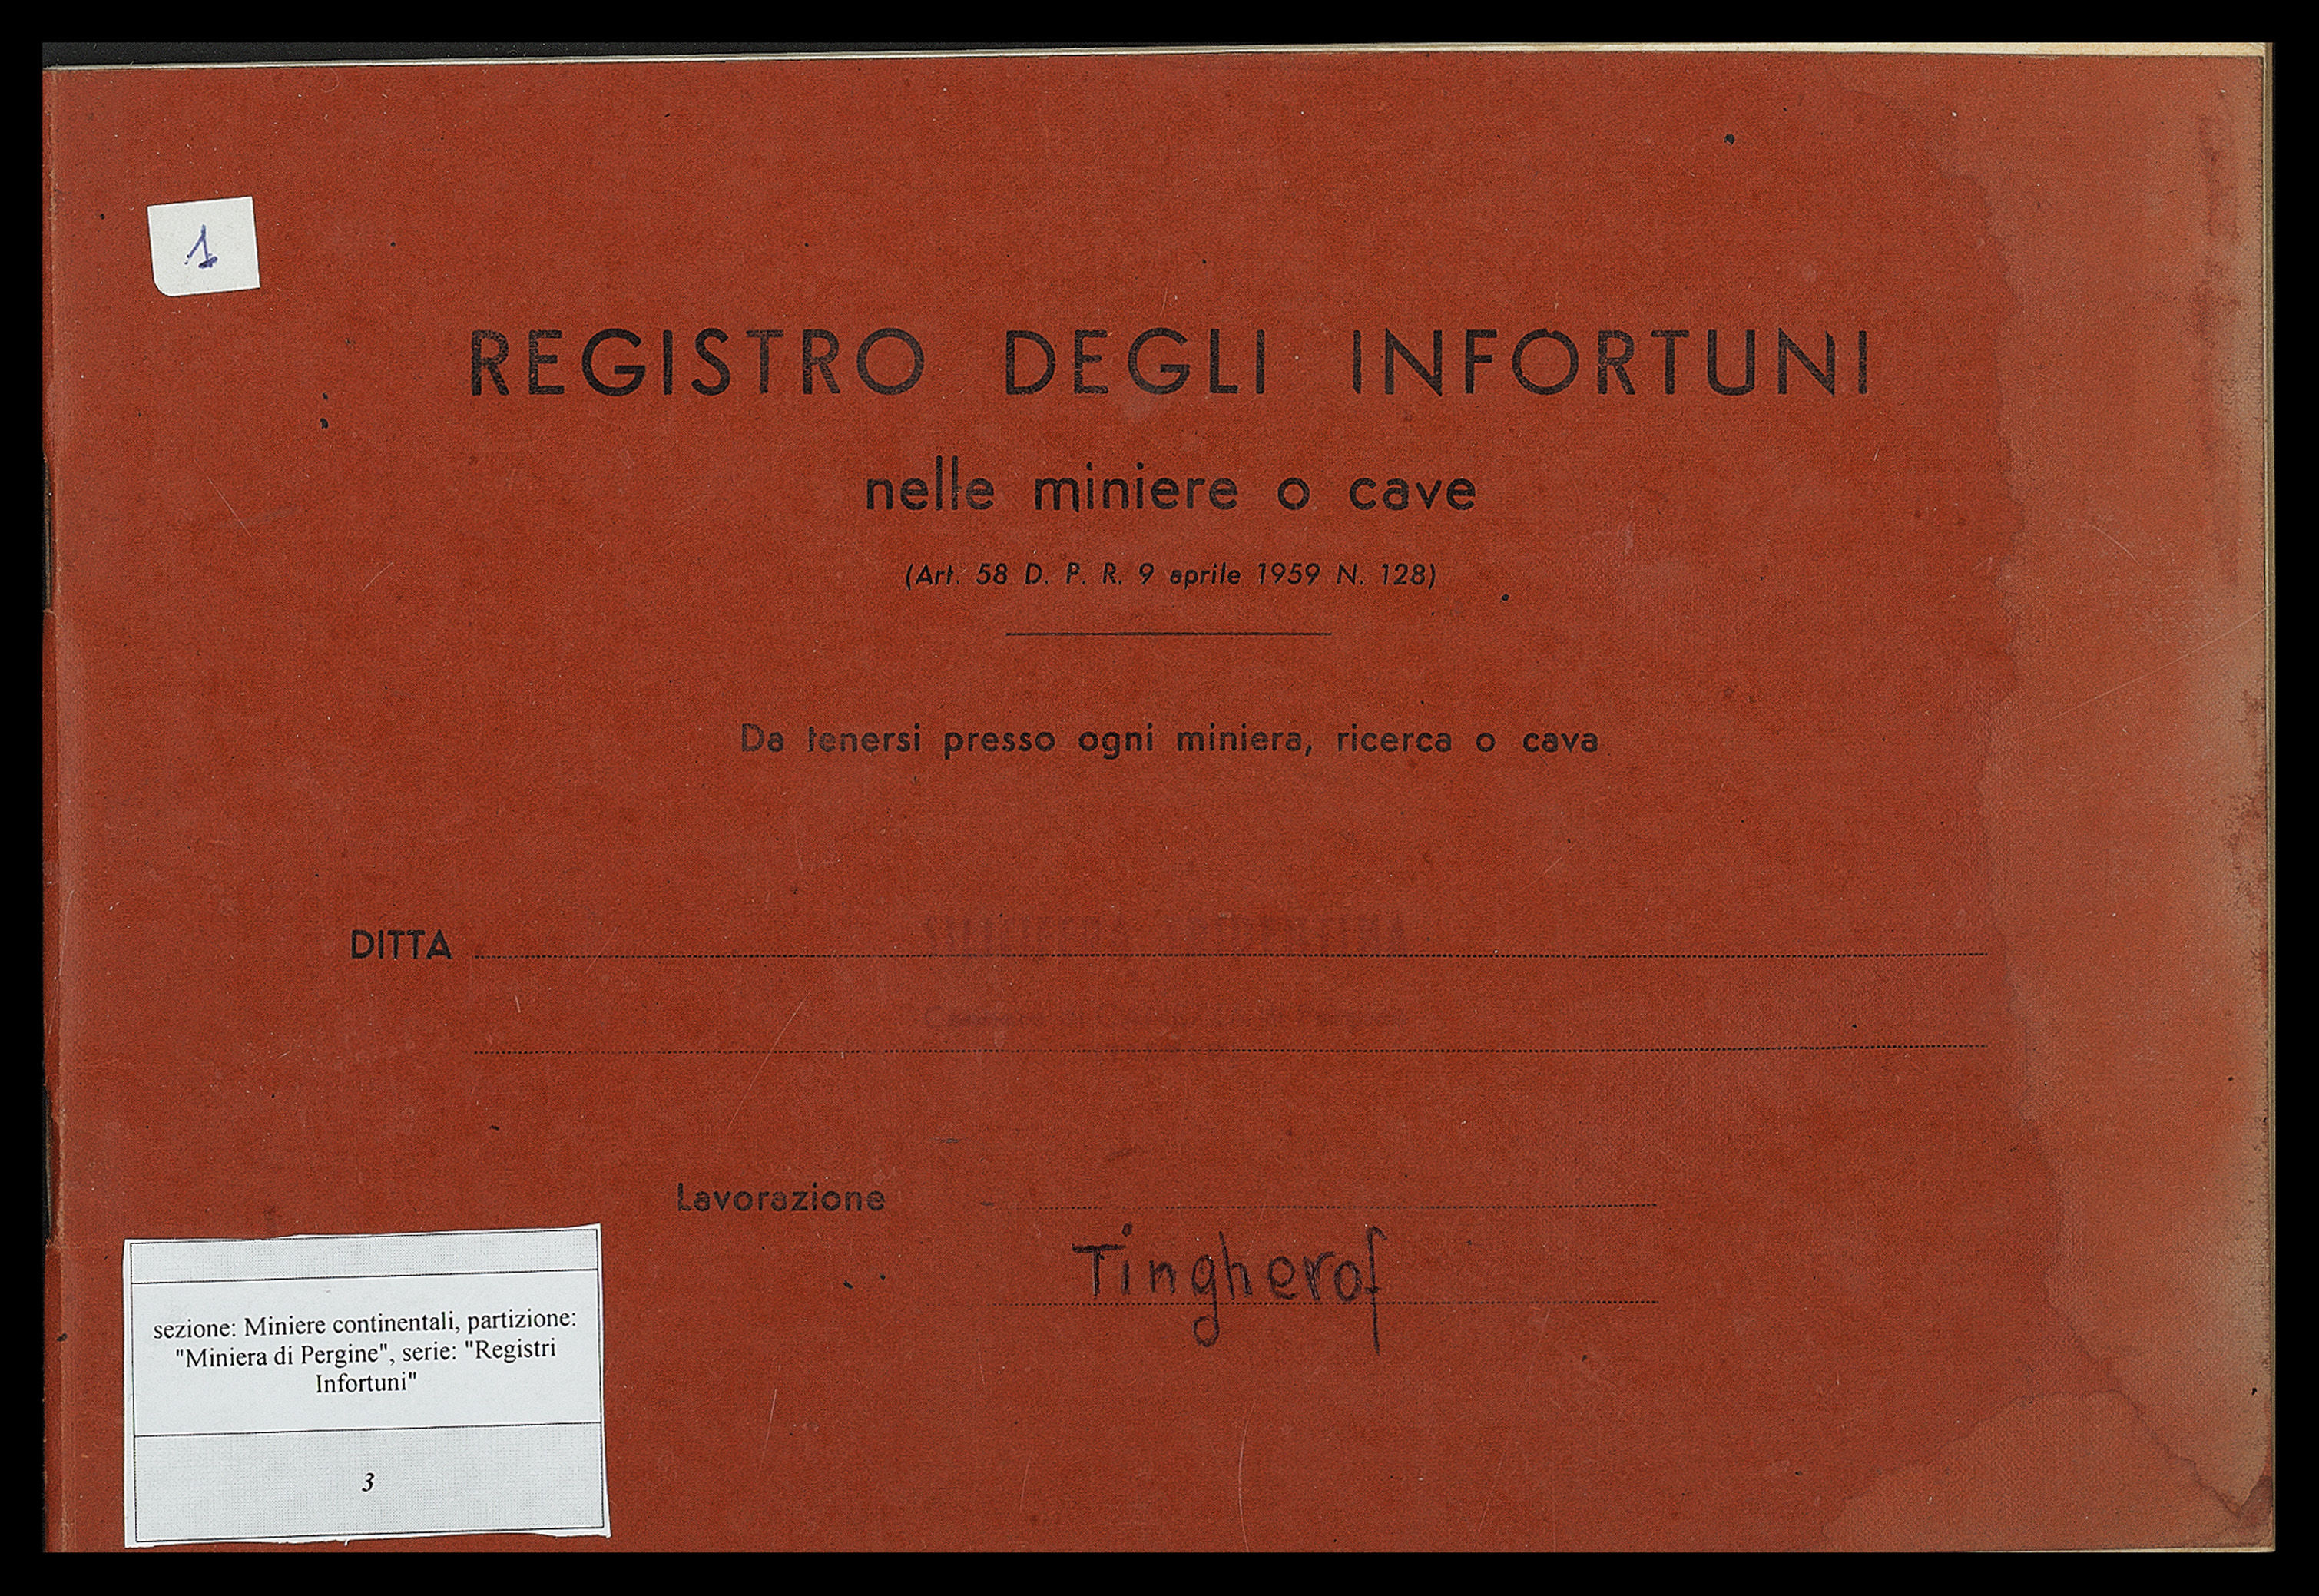 1
REGISTRO DEGLI INFORTUNI
nelle miniere o cave
(Art. 58 D. P. R. 9 aprile 1959 N. 128)
Da tenersi presso ogni miniera, ricerca o cava
DITTA
TRIDENTINA
Lavorazione
Tingherof
sezione: Miniere continentali, partizione:
"Miniera di Pergine", serie: "Registri
Infortuni"
3